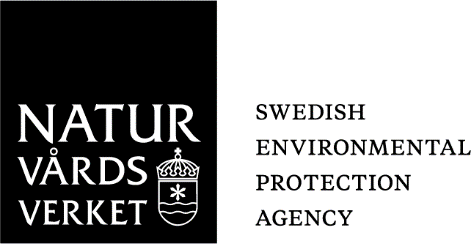 NATUR
VÅRDS
VERKET
SWEDISH
ENVIRONMENTAL
PROTECTION
AGENCY